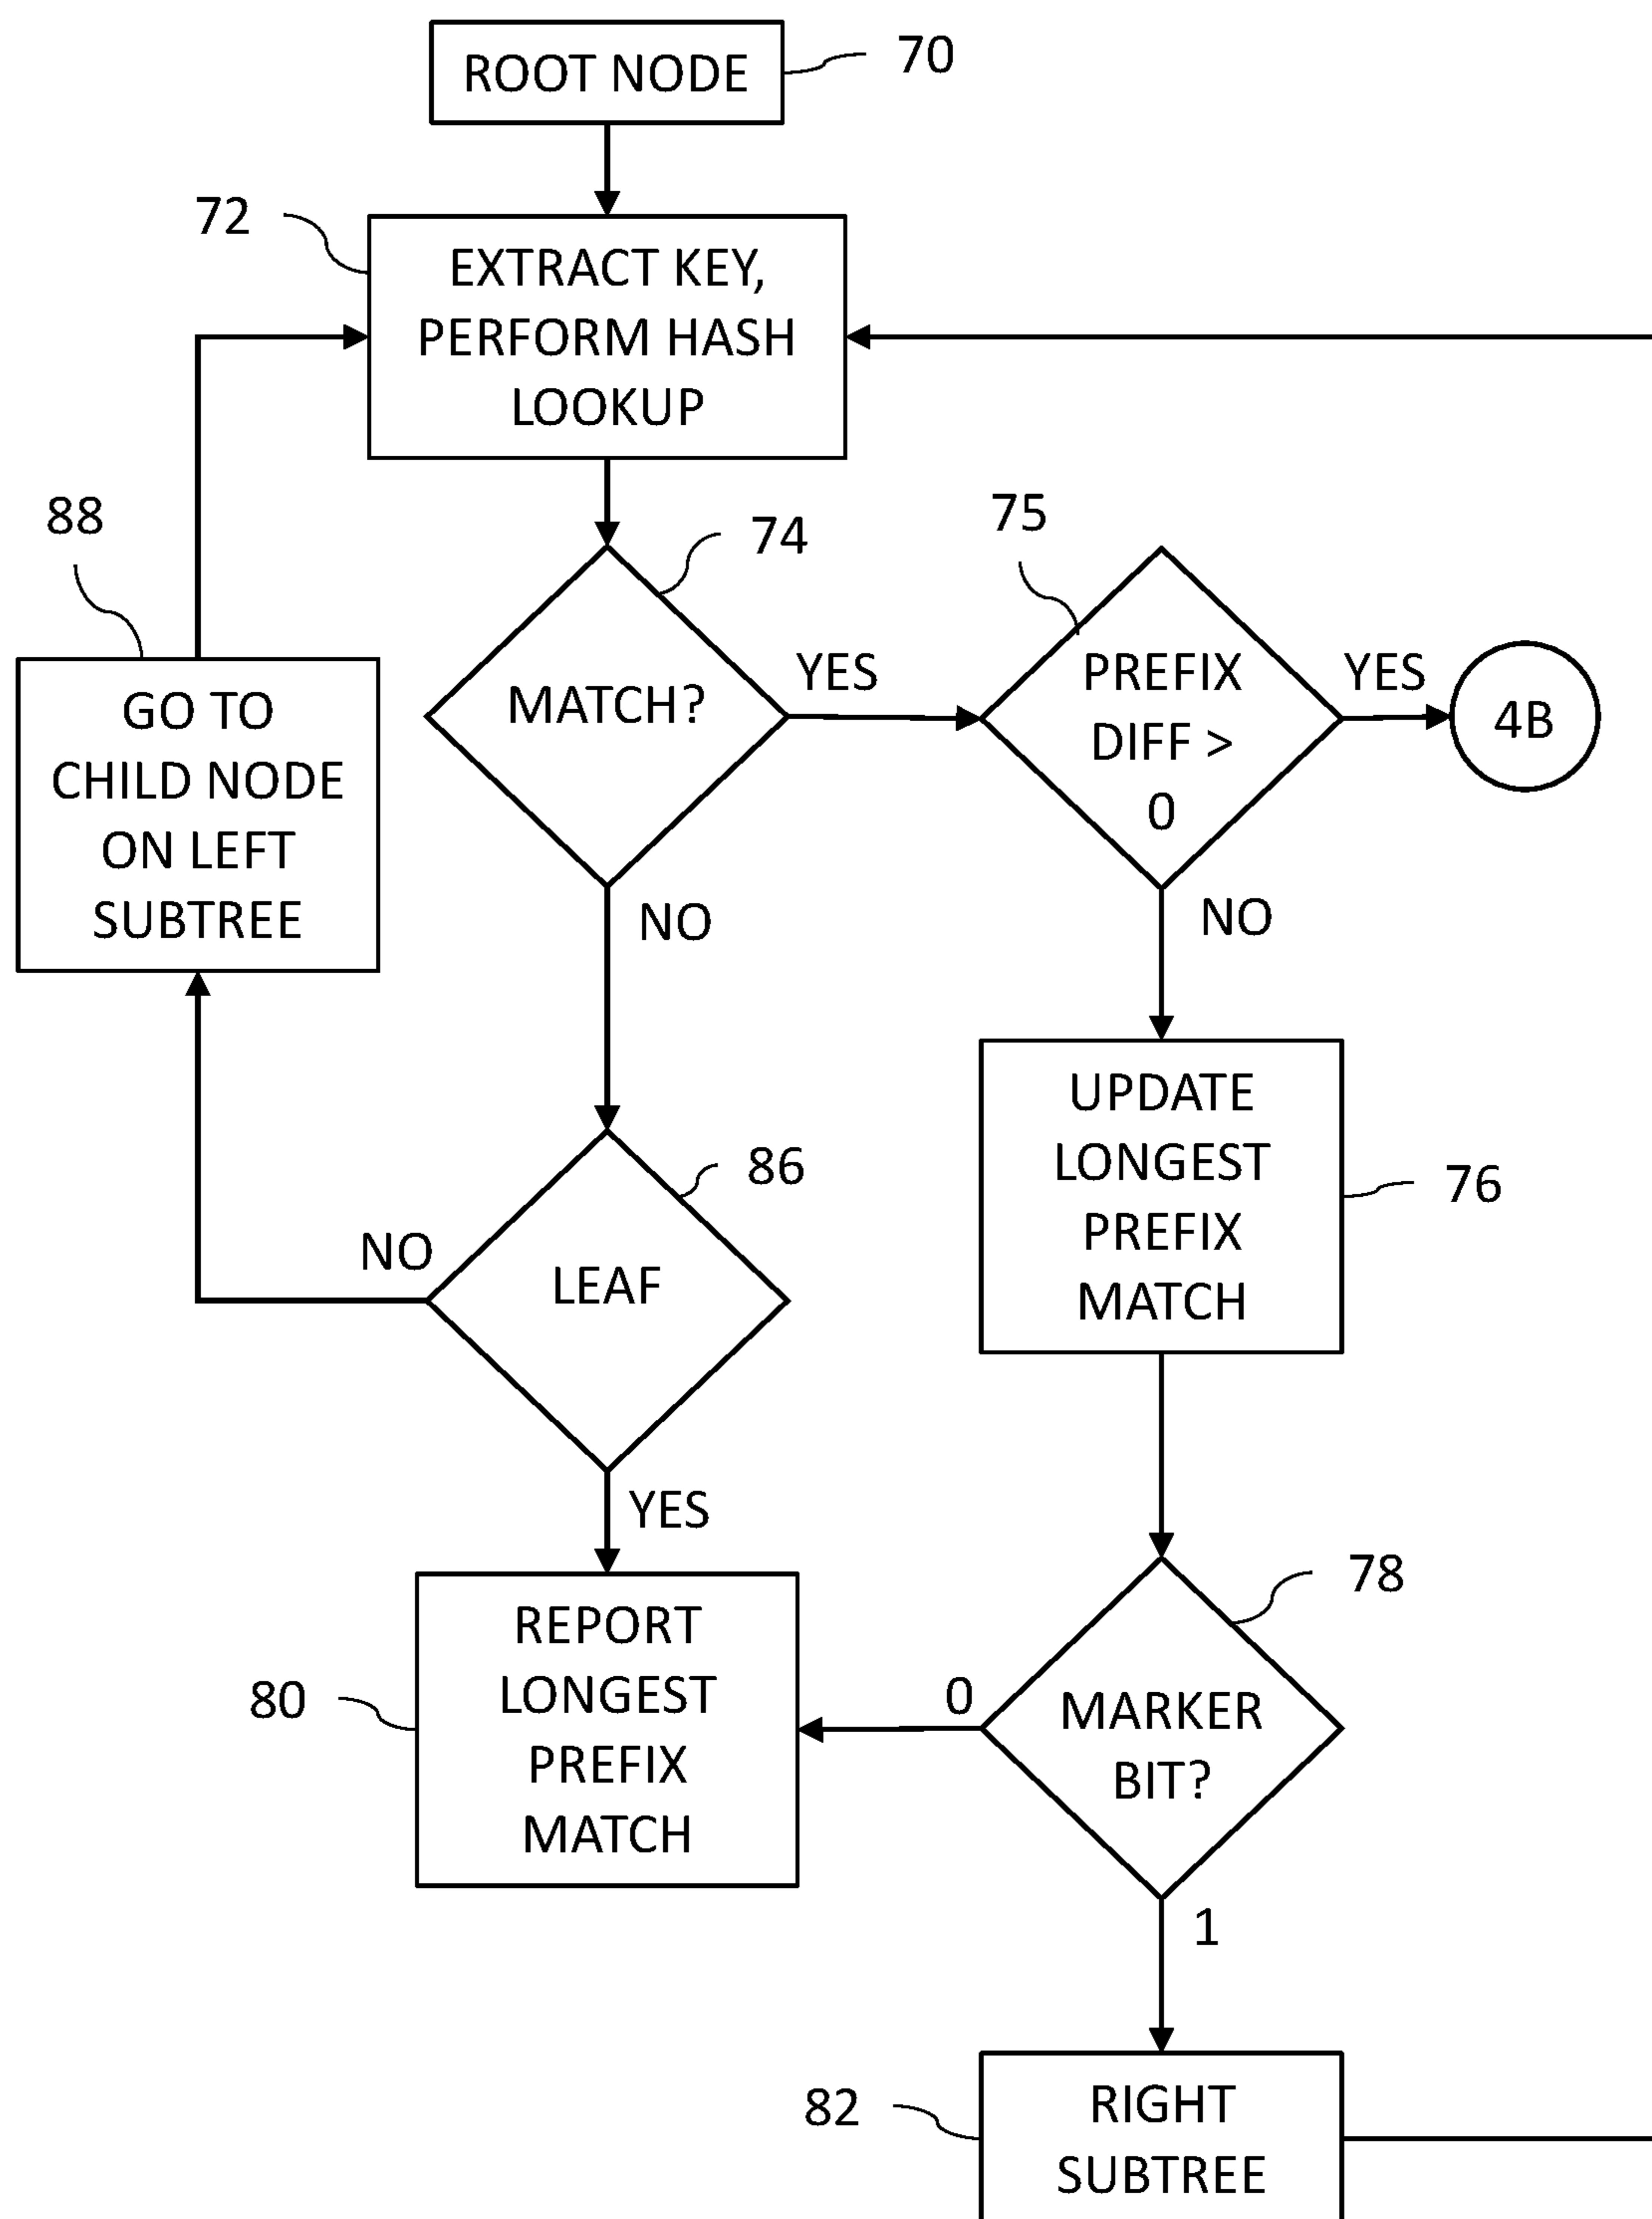 ROOT NODE
70
72
EXTRACT KEY,
PERFORM HASH
LOOKUP
88
74
75
GO TO
CHILD NODE
ON LEFT
SUBTREE
MATCH?
YES
PREFIX
DIFF >
0
YES
4B
NO
NO
UPDATE
LONGEST
PREFIX
MATCH
76
86
NO
LEAF
YES
78
REPORT
LONGEST
PREFIX
MATCH
80
0
MARKER
BIT?
1
82
RIGHT
SUBTREE